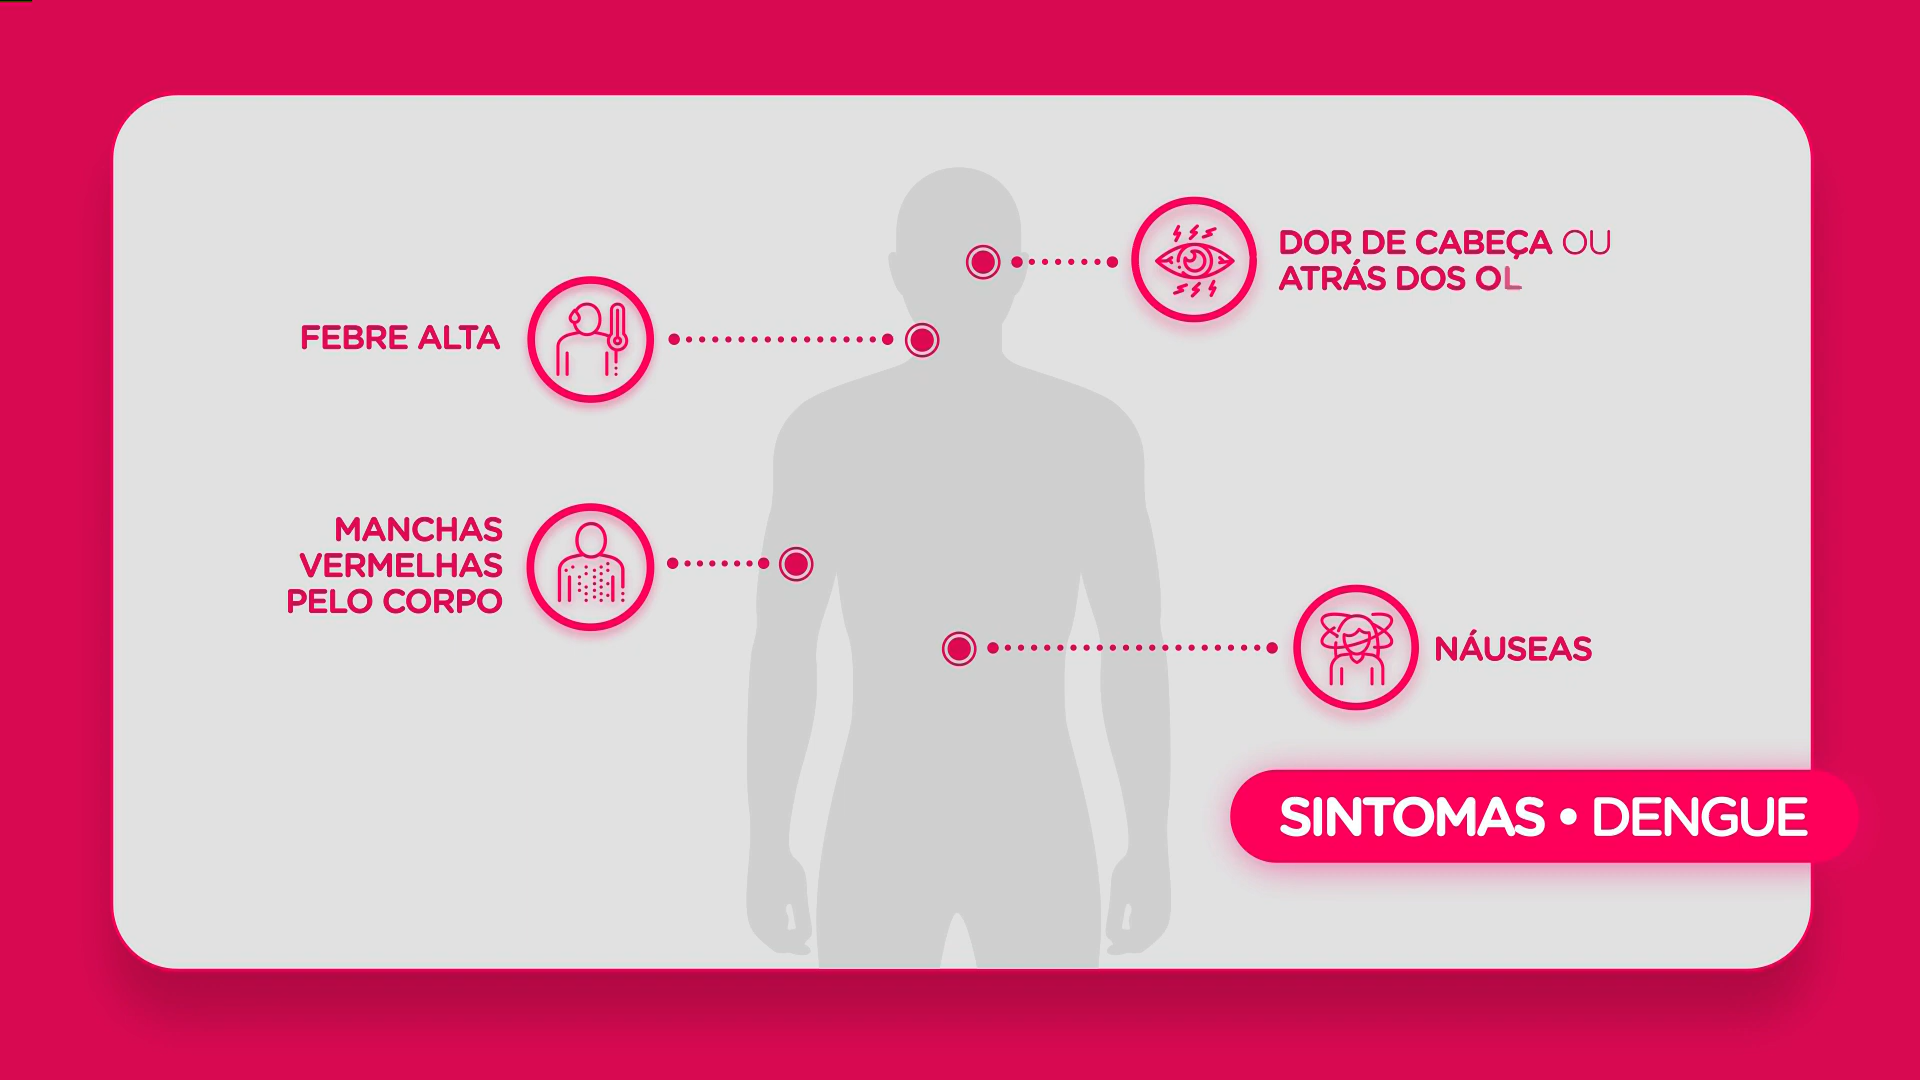 DOR DE CABEÇA OU
ATRÁS DOS OL
FEBRE ALTA
MANCHAS
VERMELHAS
PELO CORPO
NÁUSEAS
SINTOMAS • DENGUE